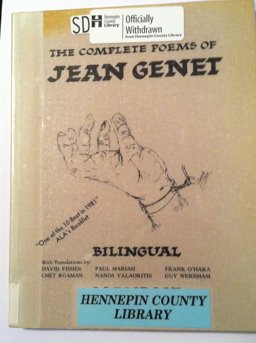 SD Hennepin County Library
Officially
Withdrawn
from Hennepin County Library
THE COMPLETE POEMS OF
JEAN GENET
"One of the 10 Best in 1981"
ALA's Booklist
BILINGUAL
With Translations by:
DAVID FISHER PAUL MARIAH FRANK O'HARA
CHET ROAMAN NANOS VALAORITIS GUY WERNHAM
HENNEPIN COUNTY
LIBRARY